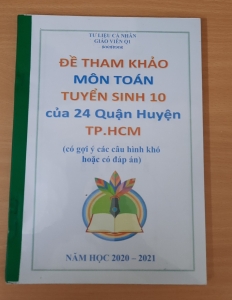 TƯ LIỆU CÁ NHÂN
GIÁO VIÊN Q1
ĐỀ THAM KHẢO
MÔN TOÁN
TUYỂN SINH 10
của 24 Quận Huyện
TP.HCM
(có gợi ý các câu hình khó
hoặc có đáp án)
NĂM HỌC 2020 – 2021